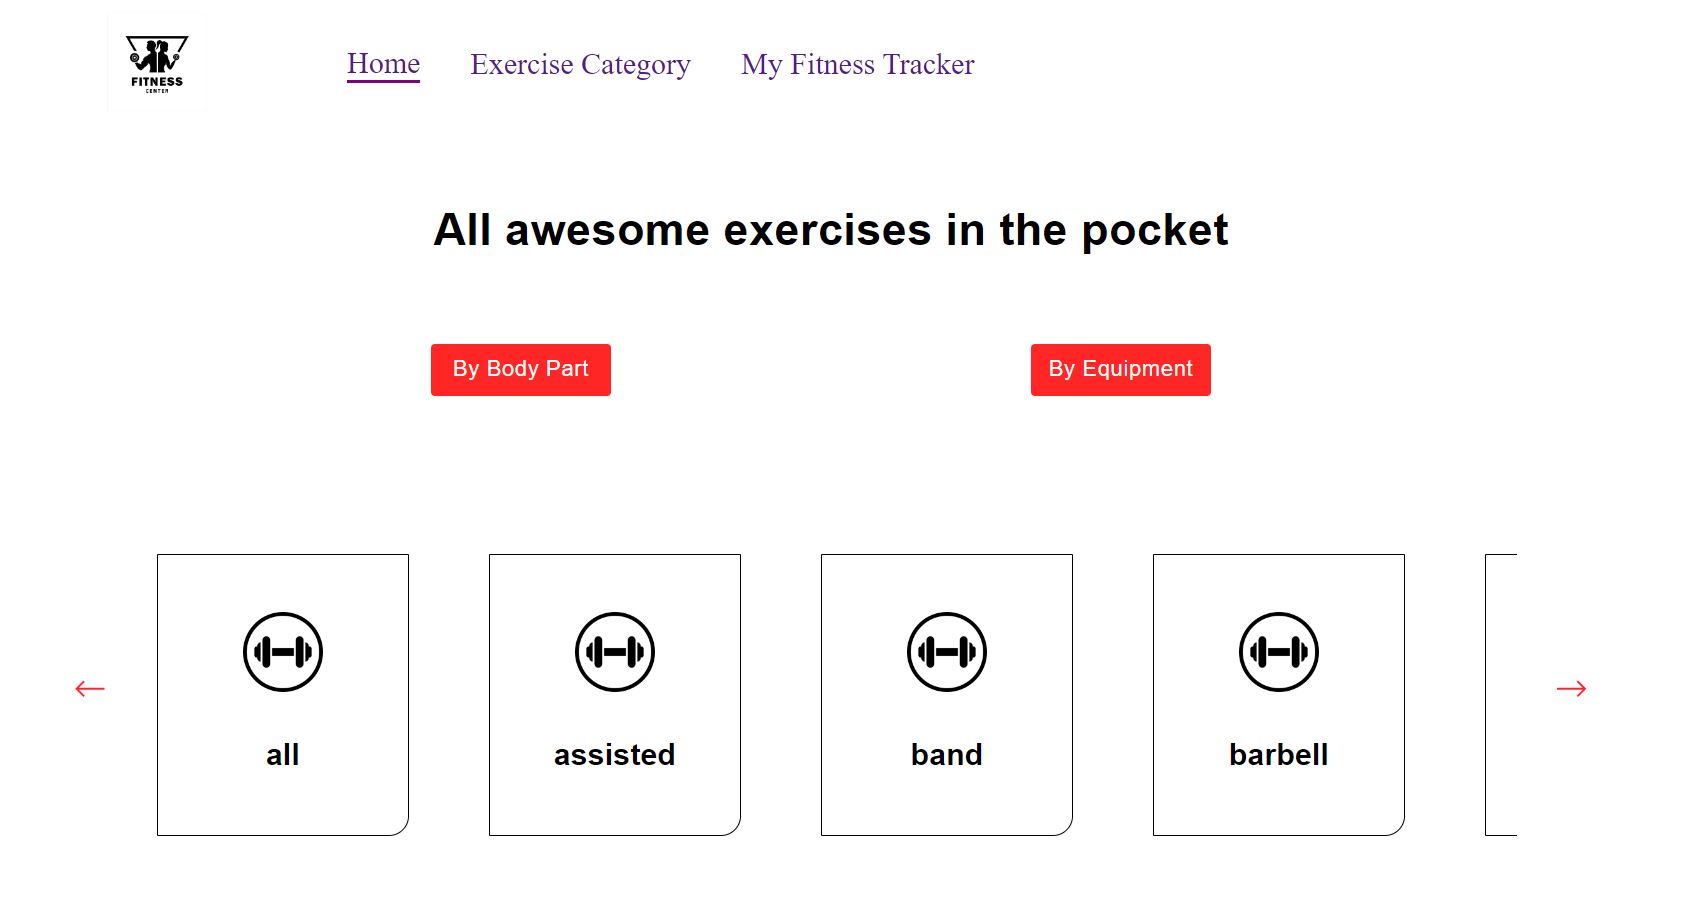 FITNESS
CENTER
Home Exercise Category My Fitness Tracker
All awesome exercises in the pocket
By Body Part By Equipment
all assisted band barbell